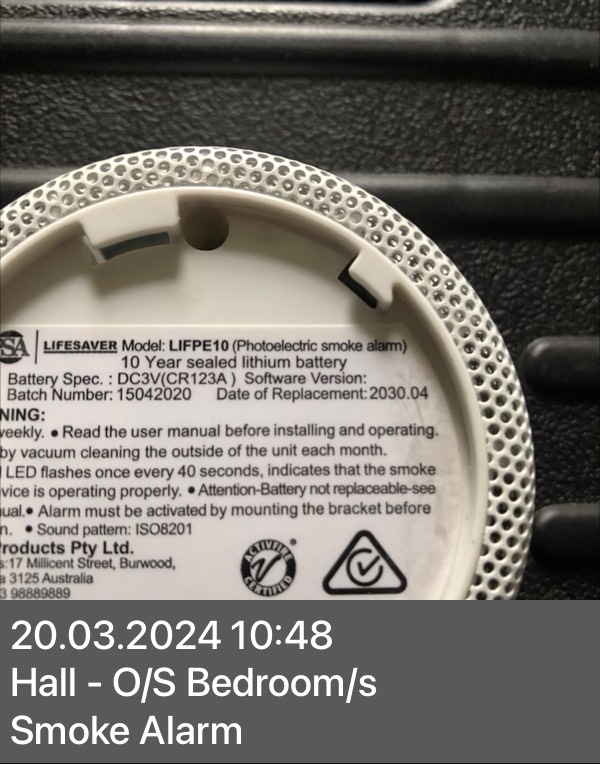 PSA LIFESAVER Model: LIFPE10 (Photoelectric smoke alarm)
10 Year sealed lithium battery
Battery Spec. : DC3V(CR123A ) Software Version:
Batch Number: 15042020 Date of Replacement:2030.04
NING:
weekly. • Read the user manual before installing and operating.
by vacuum cleaning the outside of the unit each month.
LED flashes once every 40 seconds, indicates that the smoke
vice is operating properly. • Attention-Battery not replaceable-see
ual.• Alarm must be activated by mounting the bracket before
n. • Sound pattern: ISO8201
roducts Pty Ltd.
s:17 Millicent Street, Burwood,
a 3125 Australia
3 98889889
ACTIVFIRE
CERTIFIED
20.03.2024 10:48
Hall - O/S Bedroom/s
Smoke Alarm